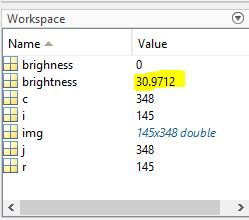 Workspace
Name Value
brighness 0
brightness 30.9712
c 348
i 145
img 145x348 double
j 348
r 145